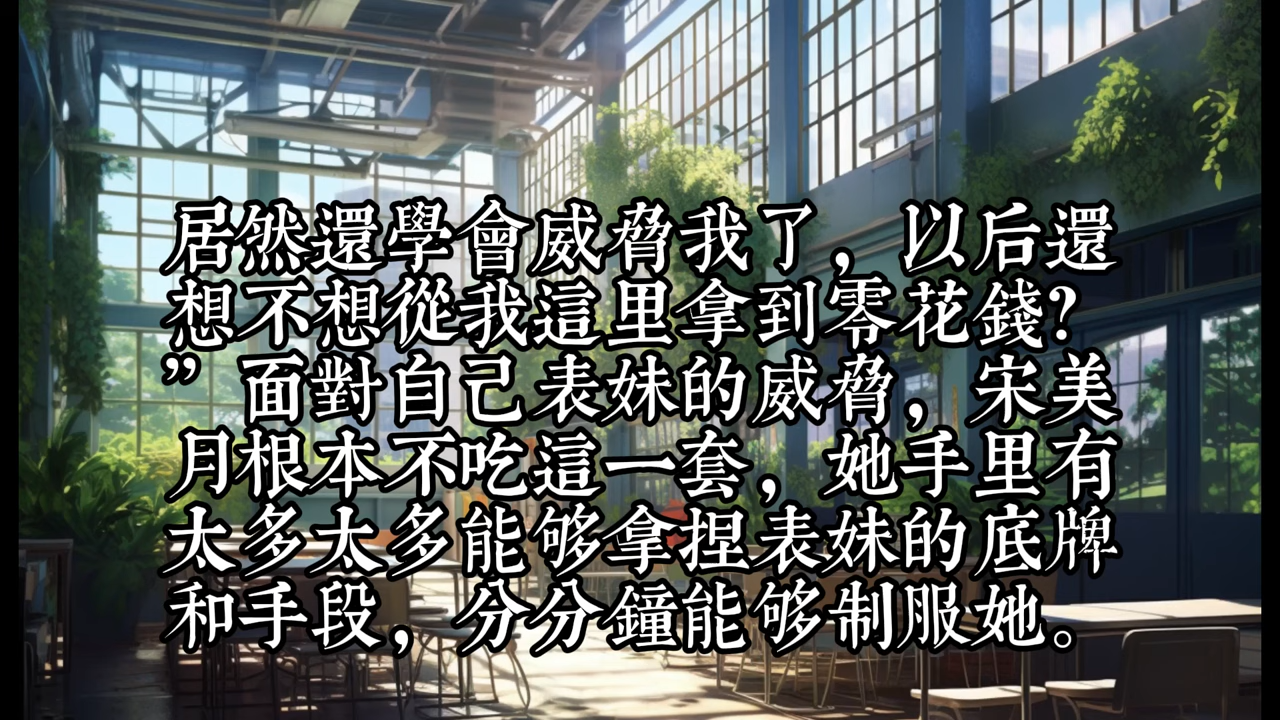 居然還學會威脅我了，以后還
想不想從我這里拿到零花錢？
”面對自己表妹的威脅，宋美
月根本不吃這一套，她手里有
太多太多能够拿捏表妹的底牌
和手段，分分鐘能够制服她。